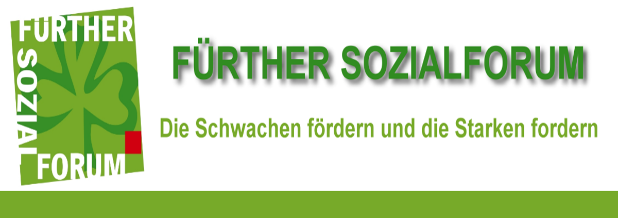 FÜRTHER
SOZIAL
FORUM
FÜRTHER SOZIALFORUM
Die Schwachen fördern und die Starken fordern